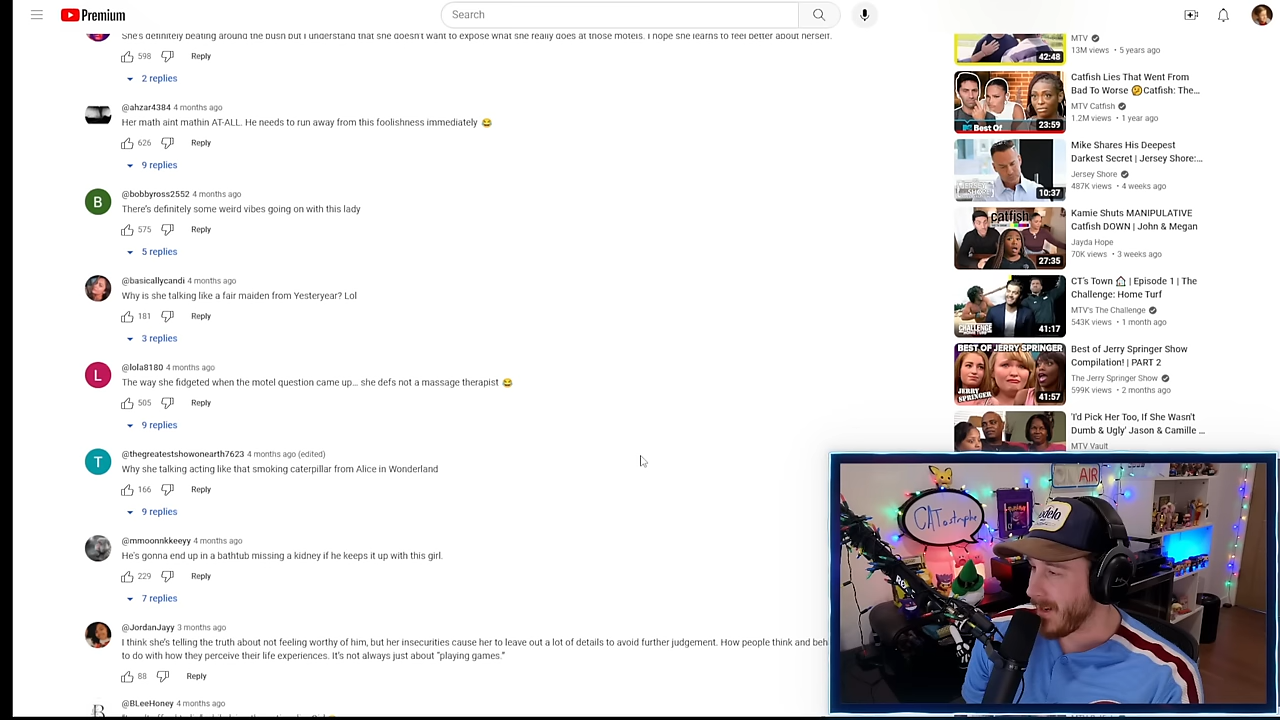 Premium
Search
She's definitely beating around the bush but I understand that she doesn't want to expose what she really does at those motels. I hope she learns to feel better about herself.
598 Reply
2 replies
@ahzar4384 4 months ago
Her math aint mathin AT-ALL. He needs to run away from this foolishness immediately 😂
626 Reply
9 replies
@bobbyross2552 4 months ago
There's definitely some weird vibes going on with this lady
575 Reply
5 replies
@basicallycandi 4 months ago
Why is she talking like a fair maiden from Yesteryear? Lol
181 Reply
3 replies
@lola8180 4 months ago
The way she fidgeted when the motel question came up... she defs not a massage therapist 😂
505 Reply
9 replies
@thegreatestshowonearth7623 4 months ago (edited)
Why she talking acting like that smoking caterpillar from Alice in Wonderland
166 Reply
9 replies
@mmoonnkkeeyy 4 months ago
He's gonna end up in a bathtub missing a kidney if he keeps it up with this girl.
229 Reply
7 replies
@JordanJayy 3 months ago
I think she's telling the truth about not feeling worthy of him, but her insecurities cause her to leave out a lot of details to avoid further judgement. How people think and beh
to do with how they perceive their life experiences. It's not always just about "playing games."
88 Reply
@BLeeHoney 4 months ago
B
L
T
B
MTV
13M views • 5 years ago
42:48
Catfish Lies That Went From
Bad To Worse 🤔Catfish: The...
MTV Catfish
1.2M views • 1 year ago
Best Of
23:59
Mike Shares His Deepest
Darkest Secret | Jersey Shore:...
Jersey Shore
487K views • 4 weeks ago
10:37
Kamie Shuts MANIPULATIVE
Catfish DOWN | John & Megan
Jayda Hope
70K views • 3 weeks ago
catfish
27:35
CT's Town 🏠 | Episode 1 | The
Challenge: Home Turf
MTV's The Challenge
543K views • 1 month ago
CHALLENGE
41:17
Best of Jerry Springer Show
Compilation! | PART 2
The Jerry Springer Show
599K views • 2 months ago
BEST OF JERRY SPRINGER
JERRY
SPRINGER
41:57
'I'd Pick Her Too, If She Wasn't
Dumb & Ugly' Jason & Camille ...
MTV Vault
AIR
CATastrophe